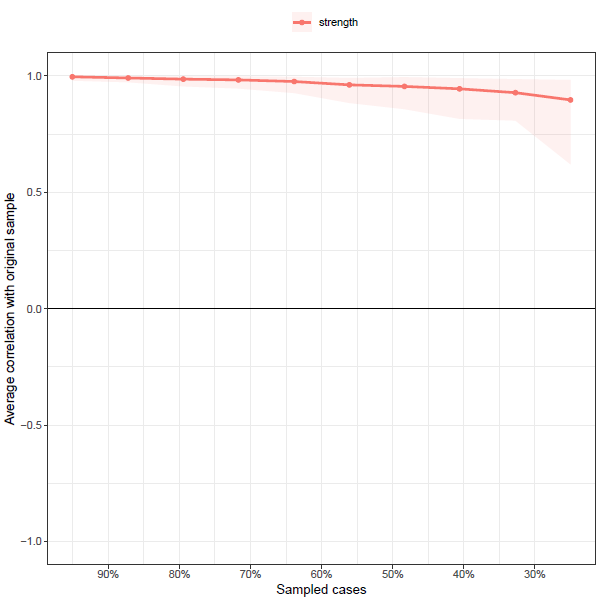 strength
1.0
0.5
0.0
−0.5
−1.0
Average correlation with original sample
90% 80% 70% 60% 50% 40% 30%
Sampled cases